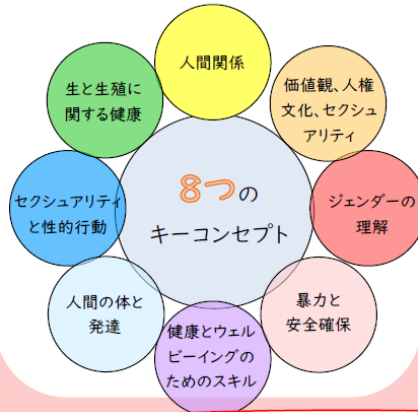 8つの
キーコンセプト
人間関係
価値観、人権
文化、セクシュ
アリティ
ジェンダーの
理解
暴力と
安全確保
健康とウェル
ビーイングの
ためのスキル
人間の体と
発達
セクシュアリティ
と性的行動
生と生殖に
関する健康